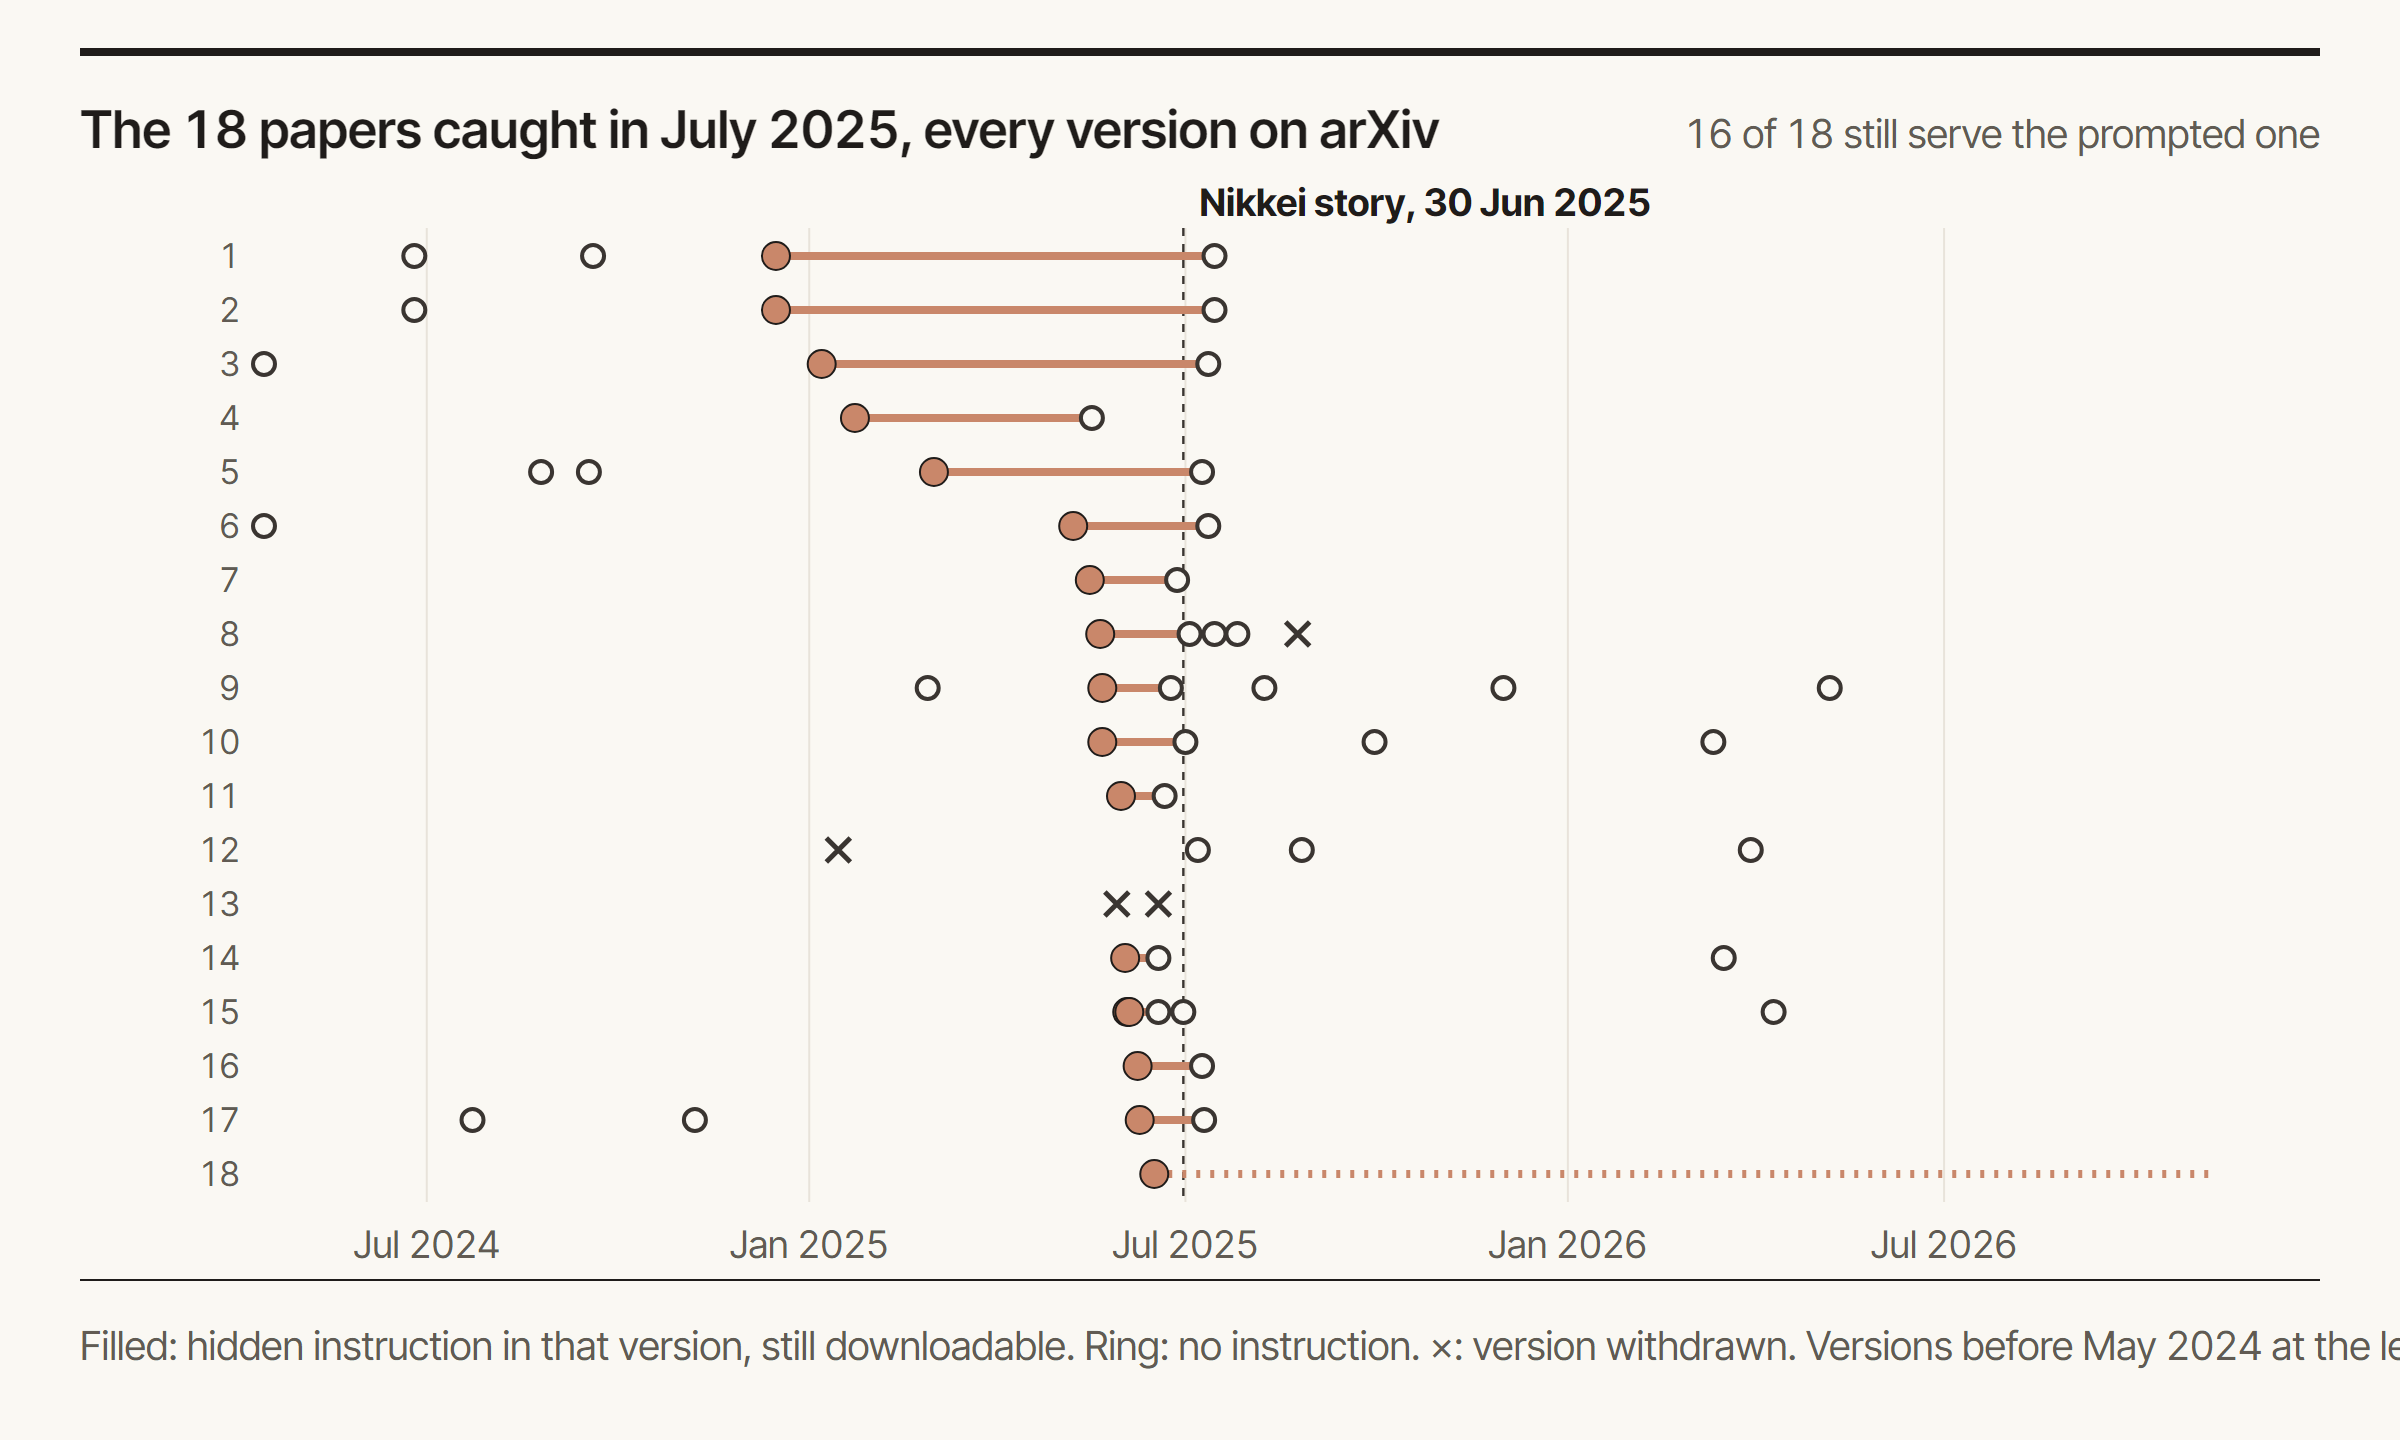 The 18 papers caught in July 2025, every version on arXiv
16 of 18 still serve the prompted one
Nikkei story, 30 Jun 2025
1
2
3
4
5
6
7
8
9
10
11
12
13
14
15
16
17
18
Jul 2024
Jan 2025
Jul 2025
Jan 2026
Jul 2026
Filled: hidden instruction in that version, still downloadable. Ring: no instruction. ×: version withdrawn. Versions before May 2024 at the